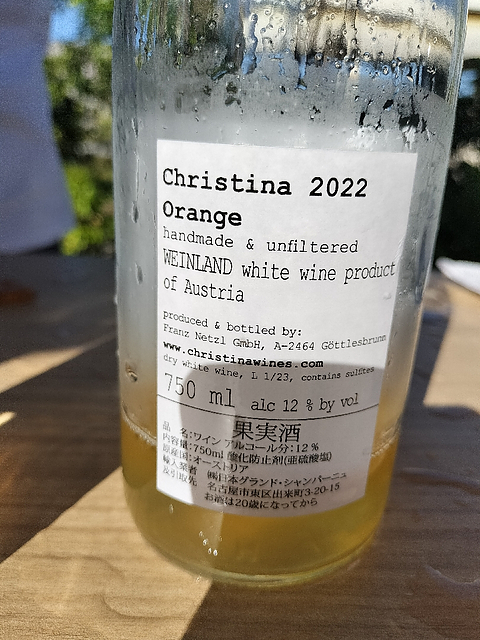 Christina 2022
Orange
handmade & unfiltered
WEINLAND white wine product
of Austria
produced & bottled by:
Franz Netzl GmbH, A-2464 Göttlesbrunn
www.christinawines.com
dry white wine, L 1/23, contains sulfites
750 ml alc 12 % by vol
果実酒
品 名:ワイン アルコール分:12%
内容量:750ml 酸化防止剤(亜硫酸塩)
原産国:オーストリア
輸入業者 ㈱日本グランド・シャンパーニュ
及引取先 名古屋市東区出来町3-20-15
お酒は20歳になってから